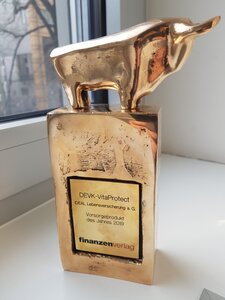 DEVK-VitaProtect
DEVK Lebensversicherung a. G.
Vorsorgeprodukt
des Jahres 2019
finanzenverlag